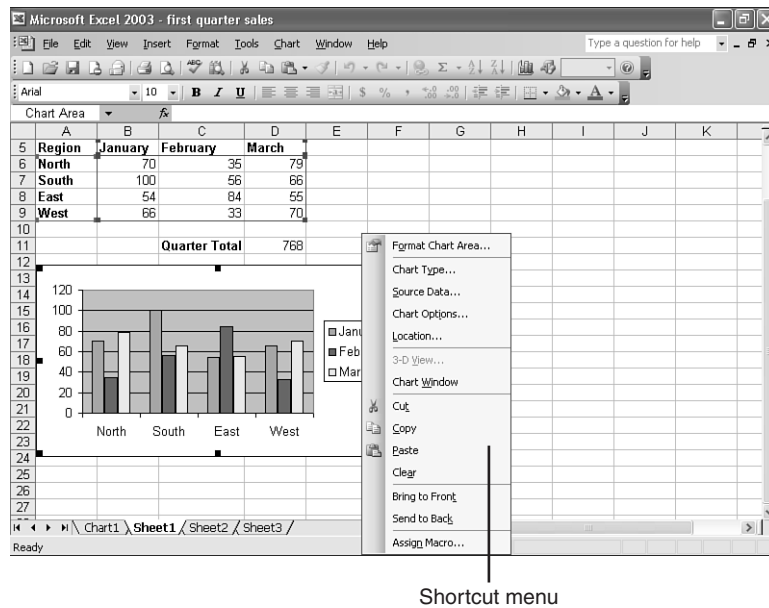 Microsoft Excel 2003 - first quarter sales
File Edit View Insert Format Tools Chart Window Help Type a question for help
Arial 10 B I U $ % ,
Chart Area fx
A B C D E F G H I J K
5 Region January February March
6 North 70 35 79
7 South 100 56 66
8 East 54 84 55
9 West 66 33 70
10
11 Quarter Total 768
12
13
14
15
16
17
18
19
20
21
22
23
24
25
26
27
120
100
80
60
40
20
0
North South East West
Janu
Feb
Mar
Format Chart Area...
Chart Type...
Source Data...
Chart Options...
Location...
3-D View...
Chart Window
Cut
Copy
Paste
Clear
Bring to Front
Send to Back
Assign Macro...
Chart1 Sheet1 Sheet2 Sheet3
Ready
Shortcut menu